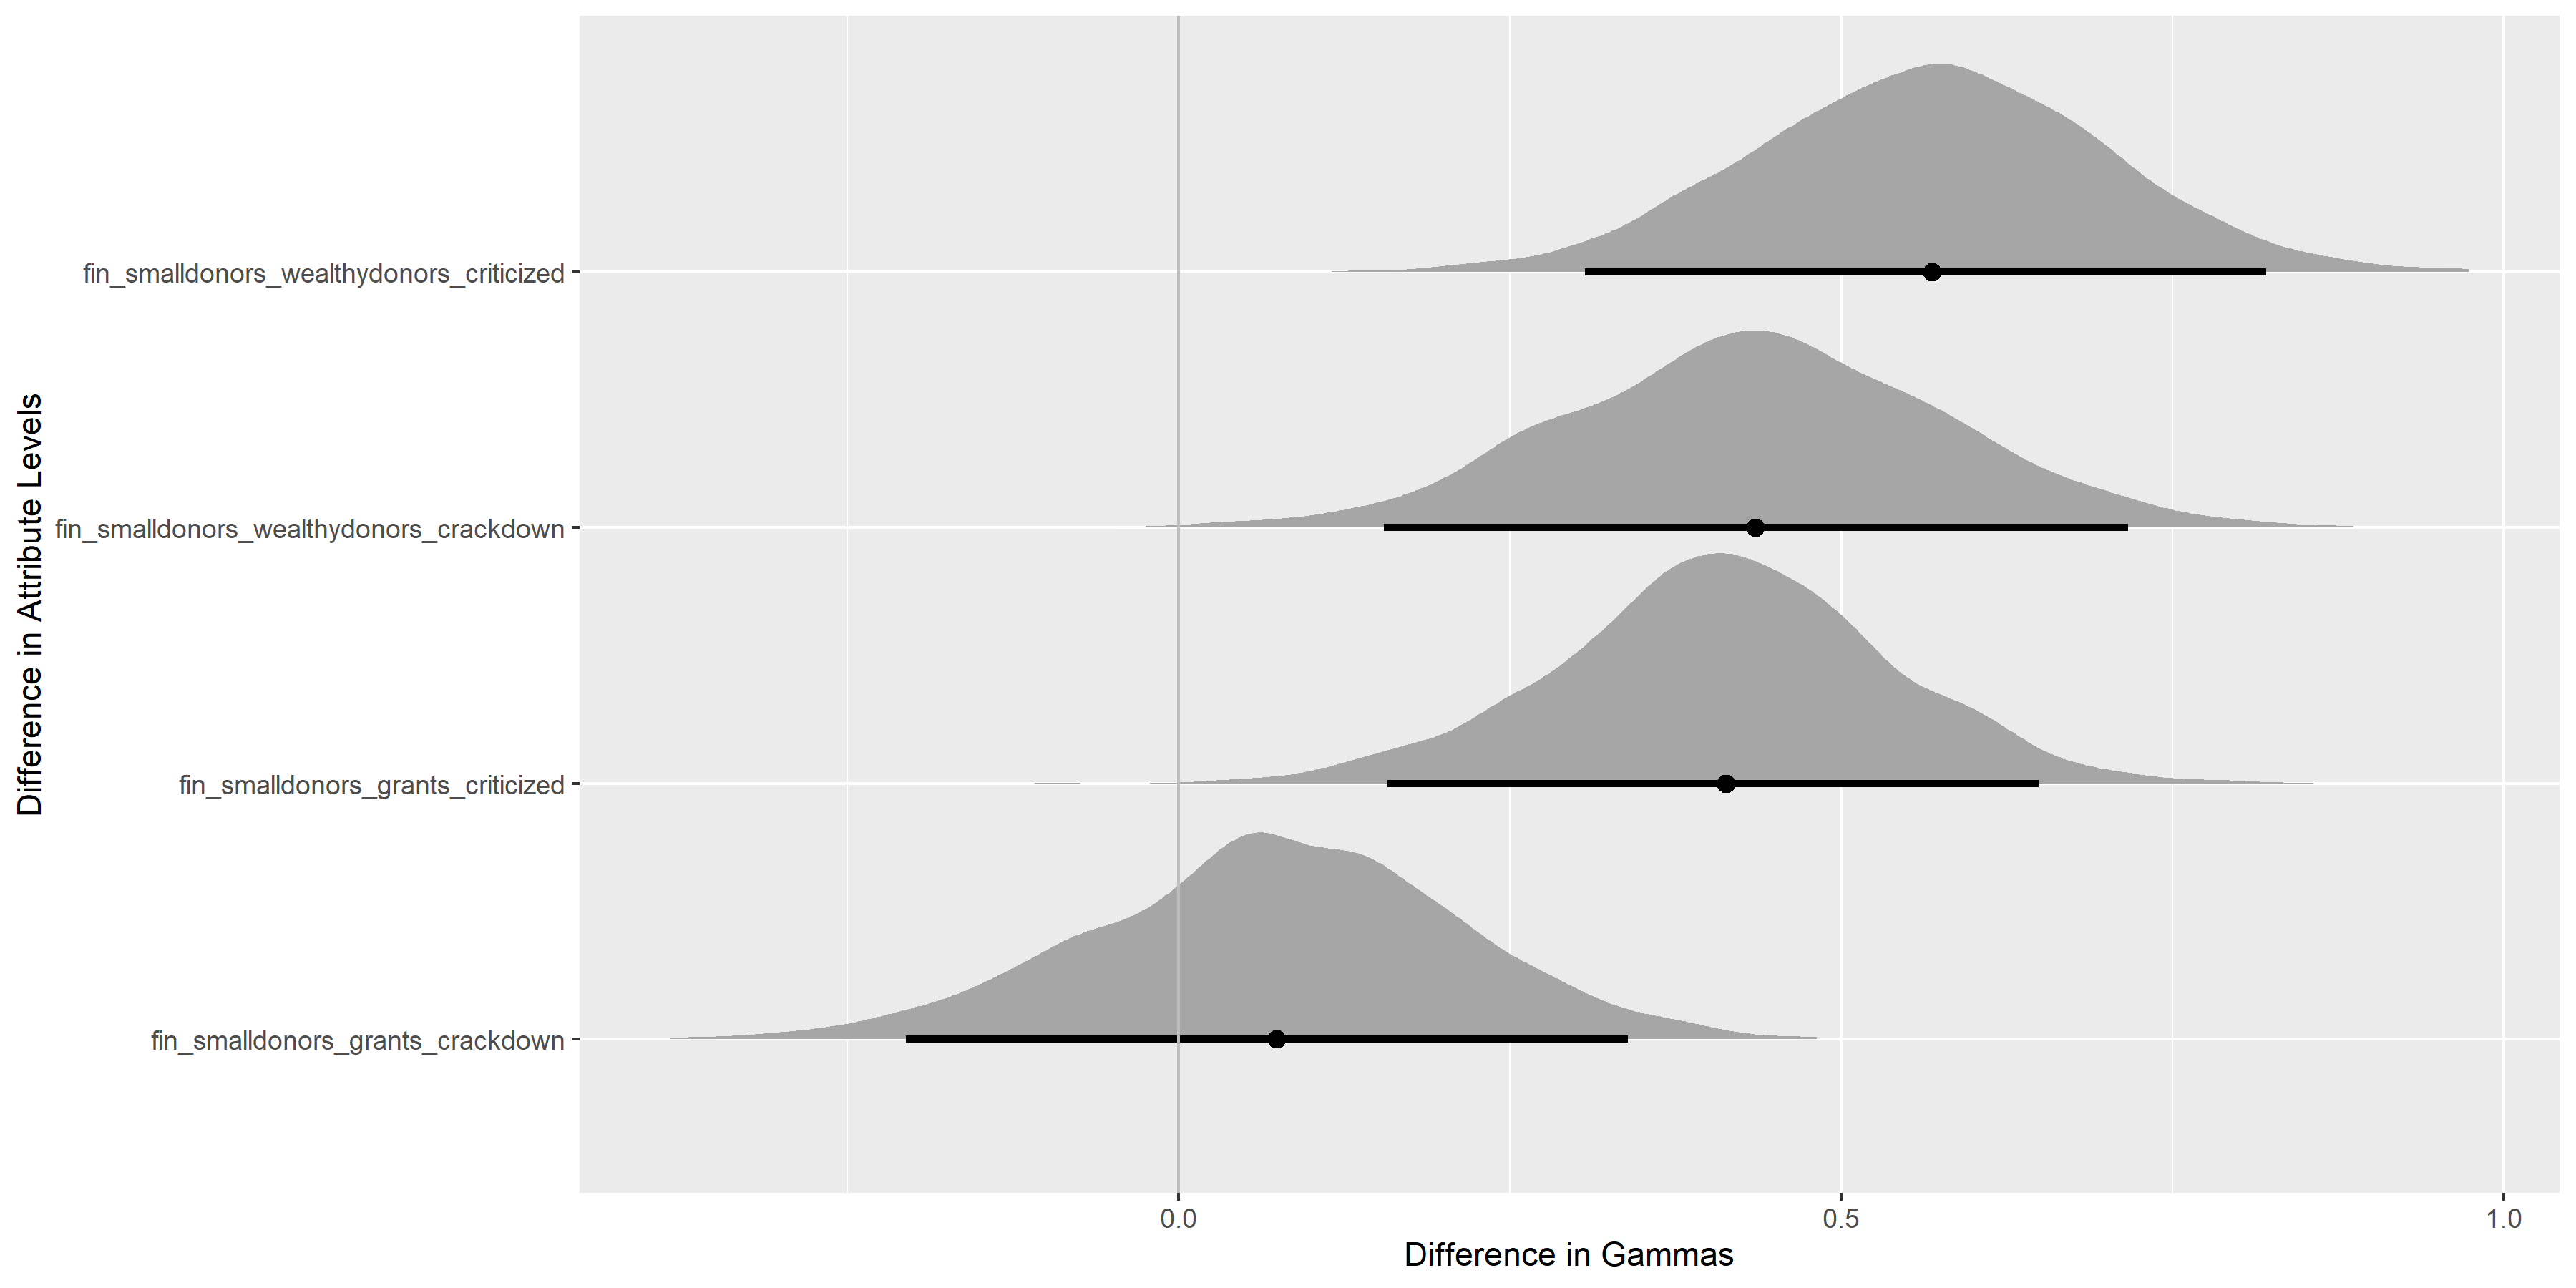 Difference in Attribute Levels
fin_smalldonors_wealthydonors_criticized
fin_smalldonors_wealthydonors_crackdown
fin_smalldonors_grants_criticized
fin_smalldonors_grants_crackdown
0.0 0.5 1.0
Difference in Gammas